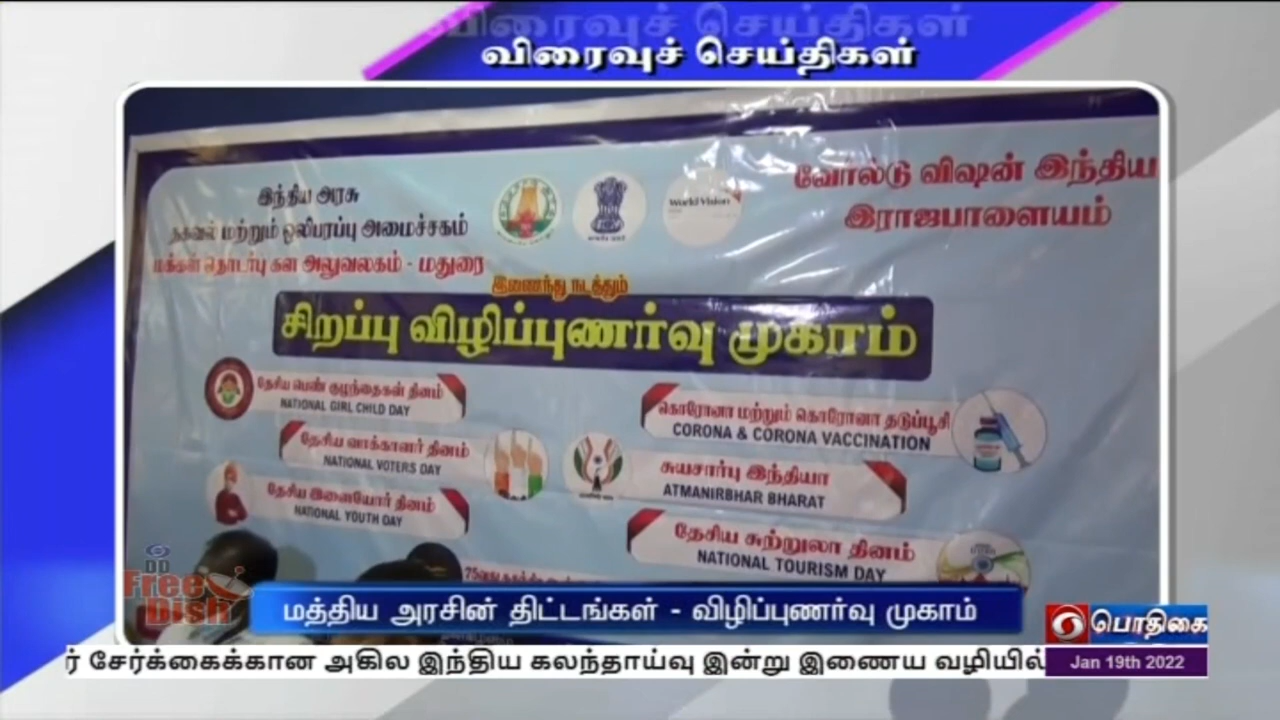 விரைவுச் செய்திகள்
விரைவுச் செய்திகள்
இந்திய அரசு
தகவல் மற்றும் ஒலிபரப்பு அமைச்சகம்
மக்கள் தொடர்பு கள அலுவலகம் - மதுரை
World Vision
வேர்ல்டு விஷன் இந்திய
இராஜபாளையம்
இணைந்து நடத்தும்
சிறப்பு விழிப்புணர்வு முகாம்
தேசிய பெண் குழந்தைகள் தினம்
NATIONAL GIRL CHILD DAY
தேசிய வாக்காளர் தினம்
NATIONAL VOTERS DAY
தேசிய இளையோர் தினம்
NATIONAL YOUTH DAY
கொரோனா மற்றும் கொரோனா தடுப்பூசி
CORONA & CORONA VACCINATION
சுயசார்பு இந்தியா
ATMANIRBHAR BHARAT
தேசிய சுற்றுலா தினம்
NATIONAL TOURISM DAY
75வது
DD
Free Dish
மத்திய அரசின் திட்டங்கள் - விழிப்புணர்வு முகாம்
பொதிகை
ர் சேர்க்கைக்கான அகில இந்திய கலந்தாய்வு இன்று இணைய வழியில்
Jan 19th 2022